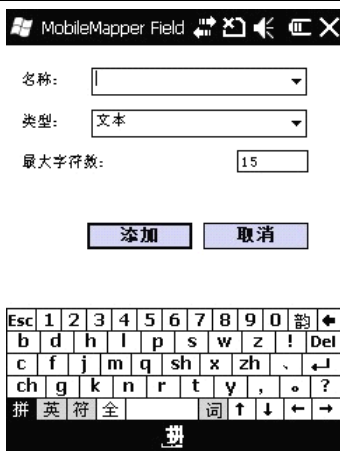 MobileMapper Field
名称:
类型: 文本
最大字符数: 15
添加 取消
Esc 1 2 3 4 5 6 7 8 9 0 韵 ←
b d h l p s w z ! Del
c f j m q sh x zh 、 ↵
ch g k n r t y , 。 ?
拼 英 符 全 词 ↑ ↓ ← →
拼